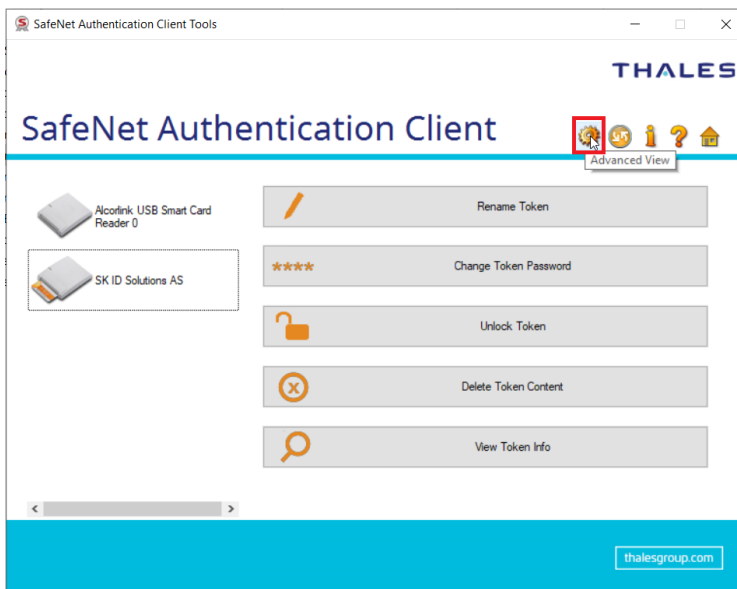 SafeNet Authentication Client Tools
THALES
SafeNet Authentication Client
Advanced View
Alcorlink USB Smart Card
Reader 0
SK ID Solutions AS
Rename Token
****
Change Token Password
Unlock Token
Delete Token Content
View Token Info
thalesgroup.com